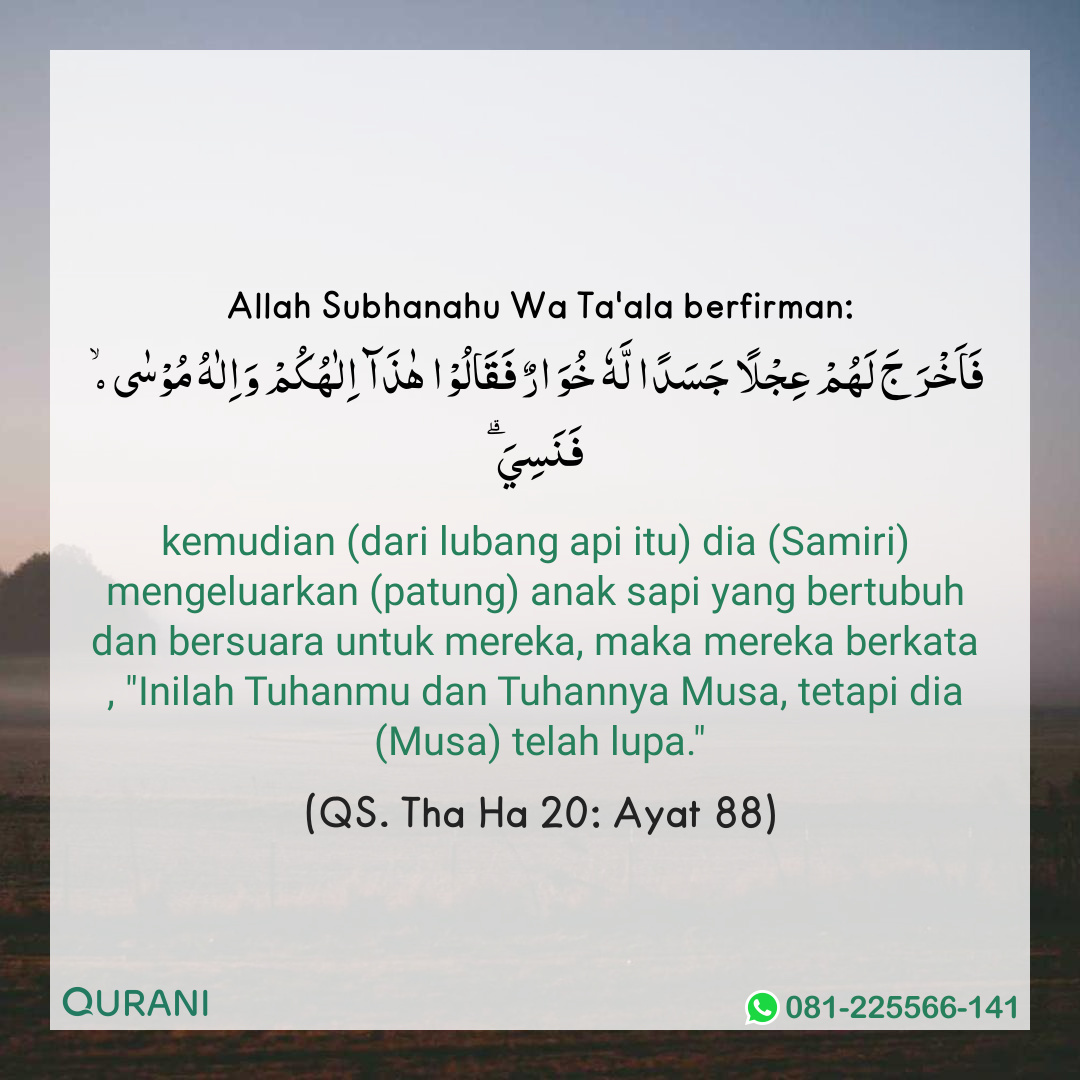 Allah Subhanahu Wa Ta'ala berfirman:
فَاَخْرَجَ لَهُمْ عِجْلًا جَسَدًا لَّهٗ خُوَارٌ فَقَالُوْا هٰذَآ اِلٰهُكُمْ وَاِلٰهُ مُوْسٰى ەۙ
فَنَسِيَ ۗ
kemudian (dari lubang api itu) dia (Samiri)
mengeluarkan (patung) anak sapi yang bertubuh
dan bersuara untuk mereka, maka mereka berkata
, "Inilah Tuhanmu dan Tuhannya Musa, tetapi dia
(Musa) telah lupa."
(QS. Tha Ha 20: Ayat 88)
QURANI
081-225566-141